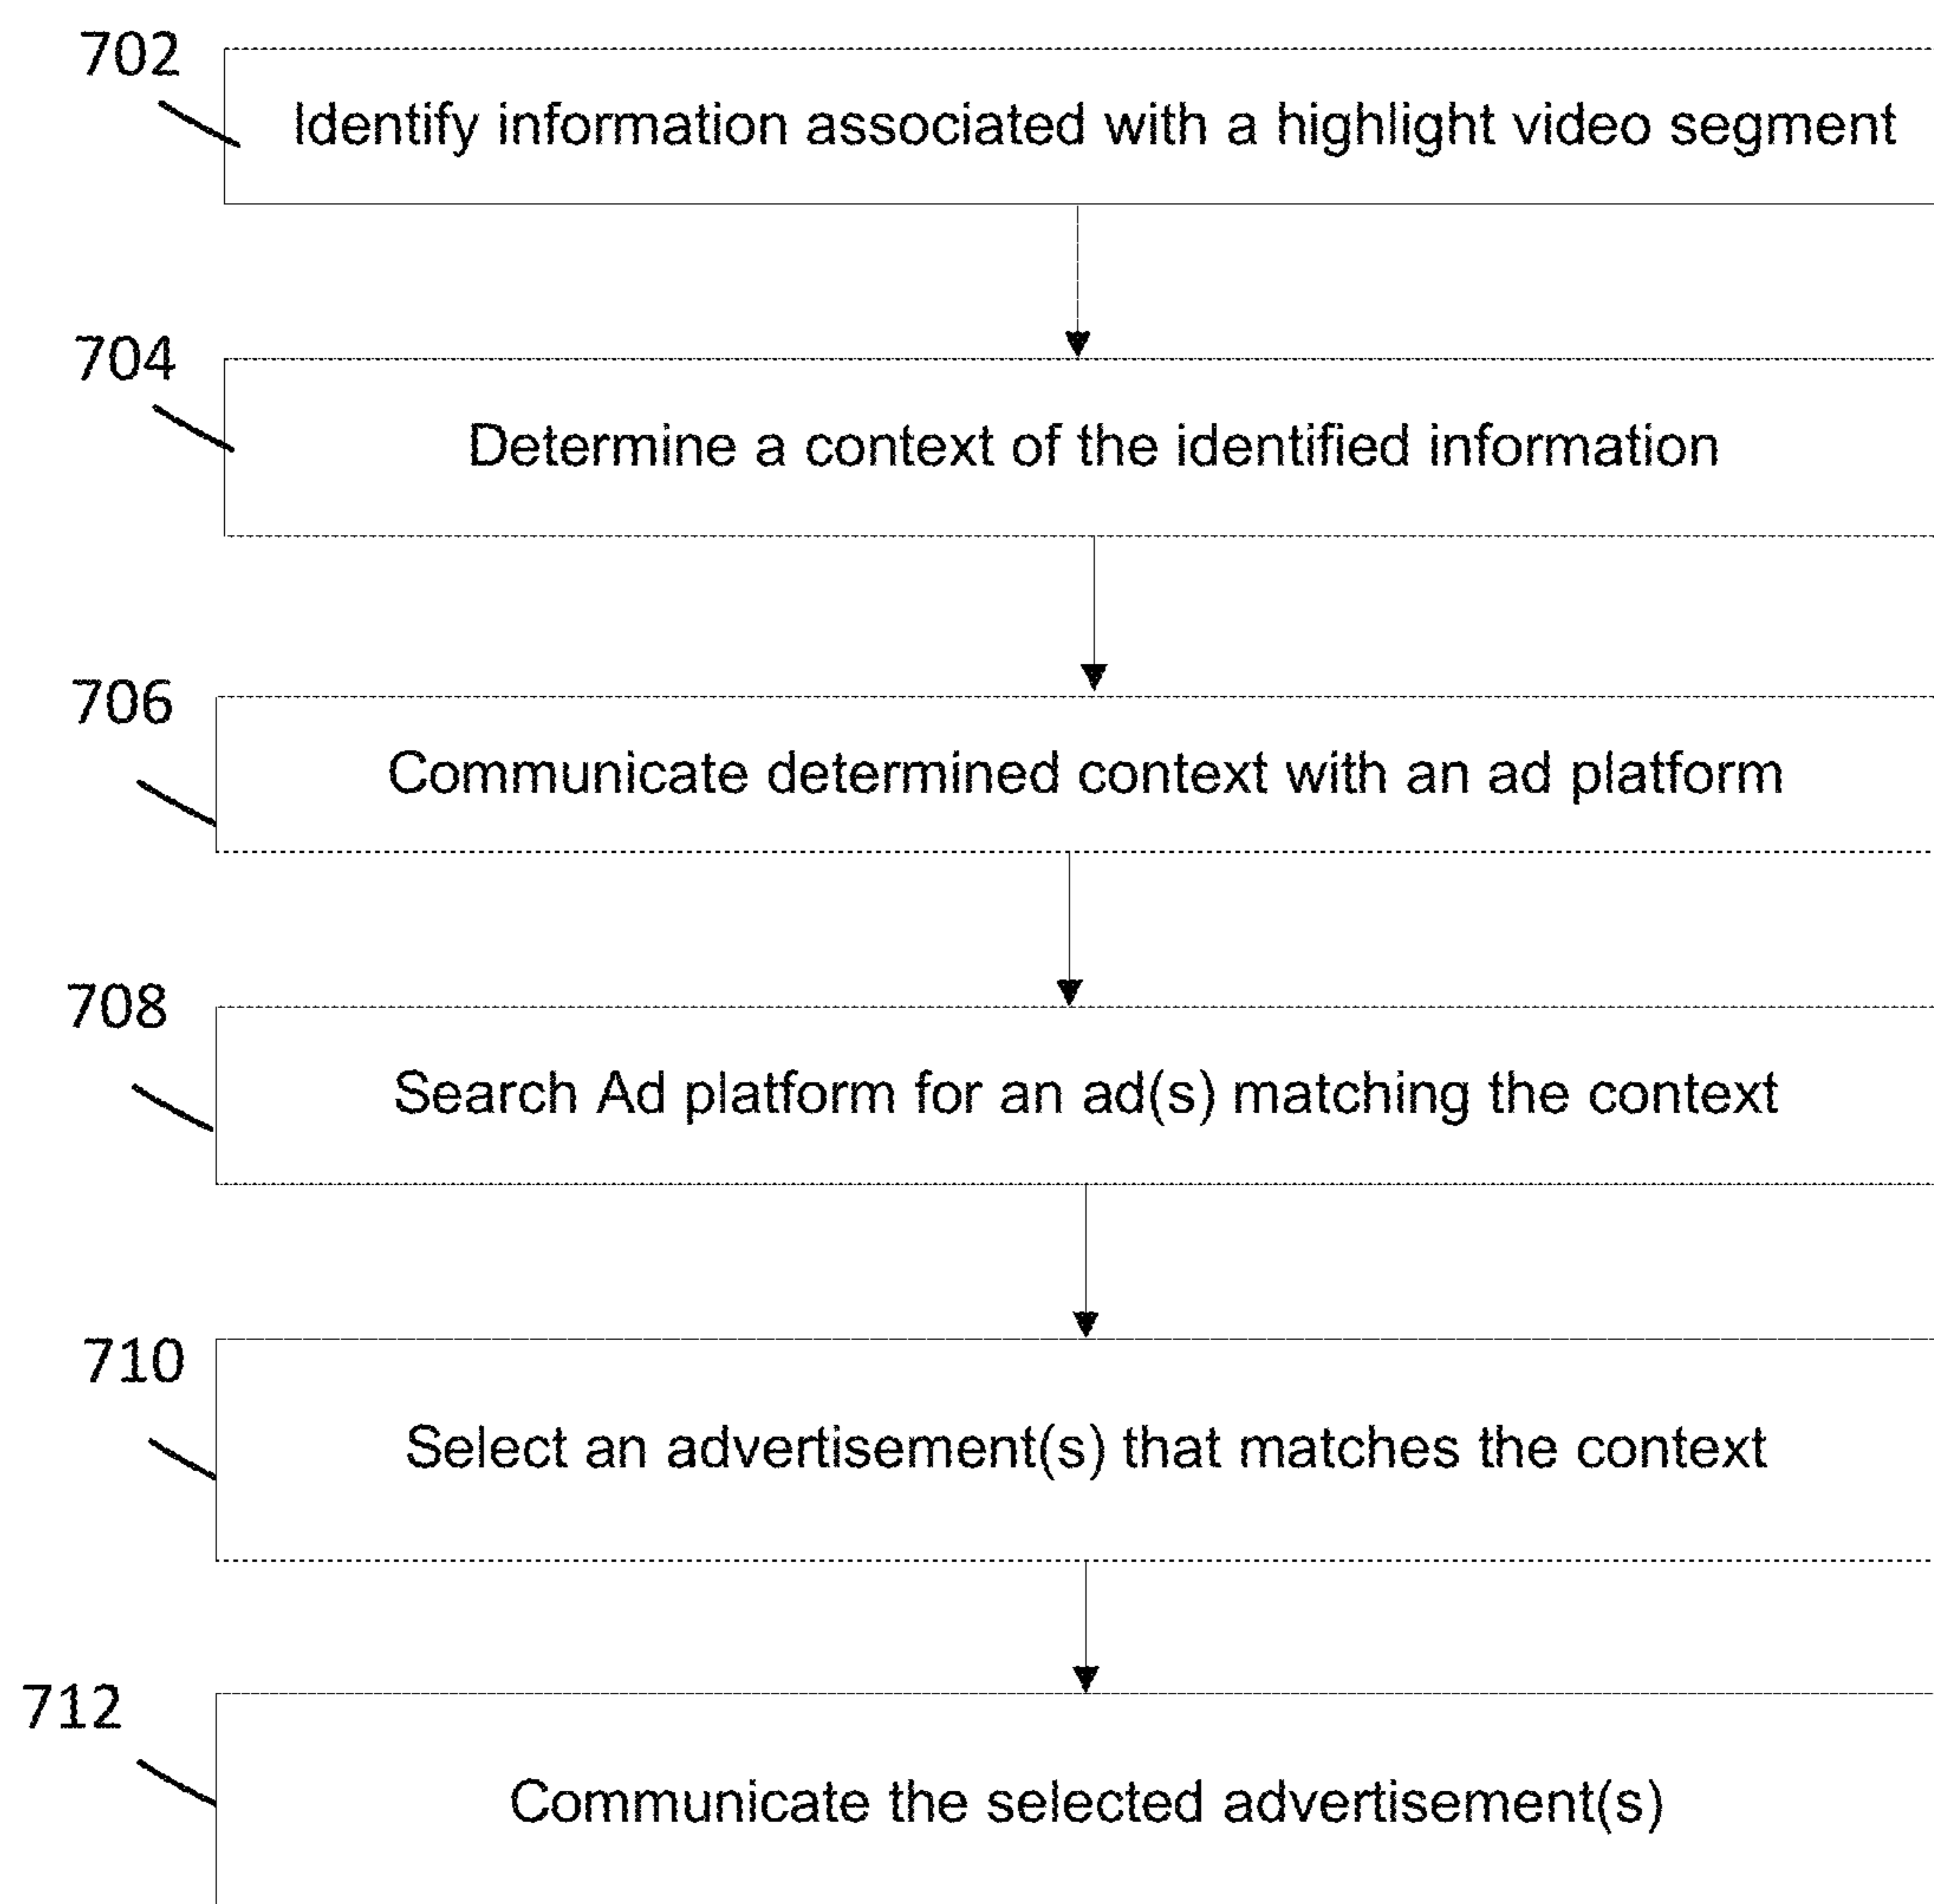 702
Identify information associated with a highlight video segment
704
Determine a context of the identified information
706
Communicate determined context with an ad platform
708
Search Ad platform for an ad(s) matching the context
710
Select an advertisement(s) that matches the context
712
Communicate the selected advertisement(s)